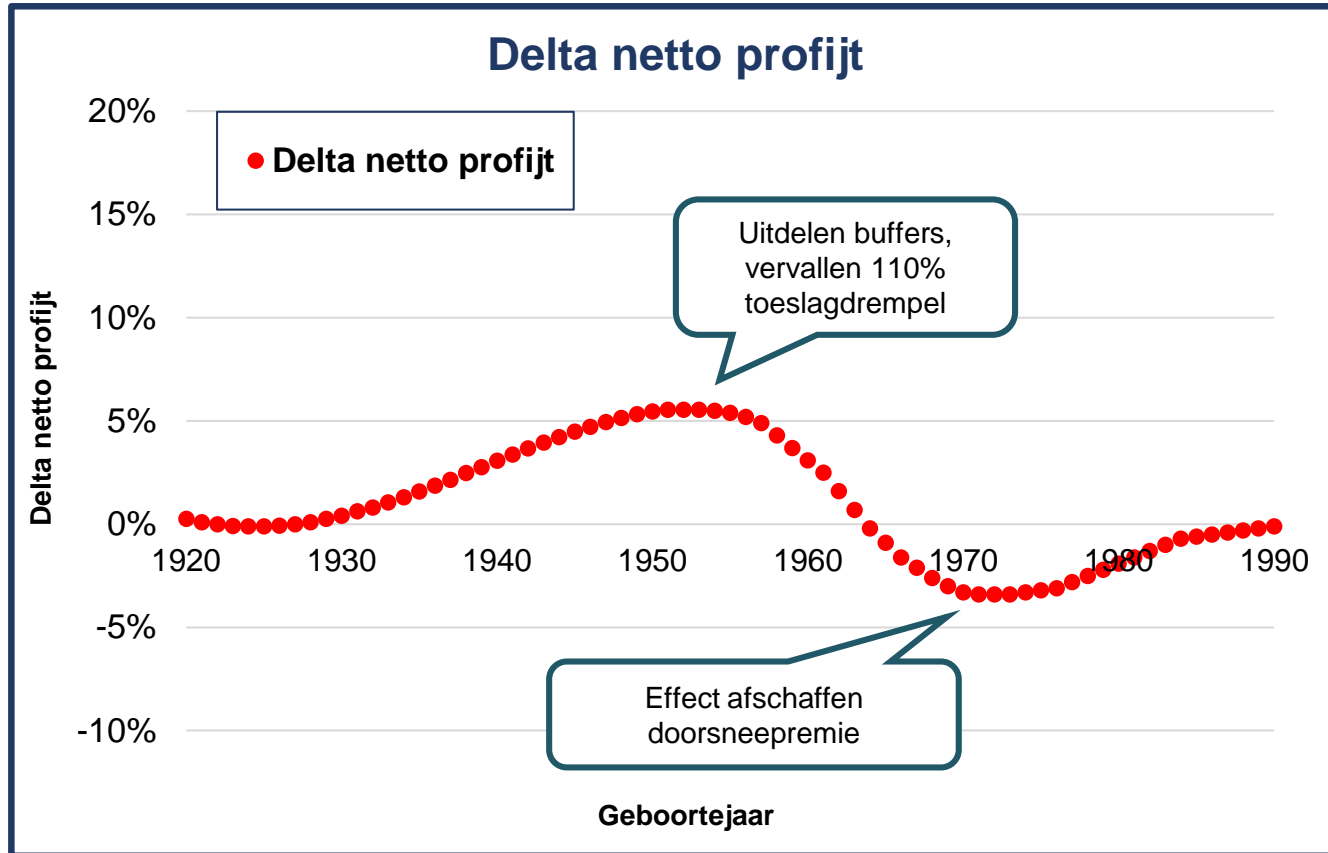 Delta netto profijt
20%
Delta netto profijt
15%
Uitdelen buffers,
vervallen 110%
toeslagdrempel
10%
Delta netto profijt
5%
0%
1920 1930 1940 1950 1960 1970 1980 1990
-5%
Effect afschaffen
doorsneepremie
-10%
Geboortejaar